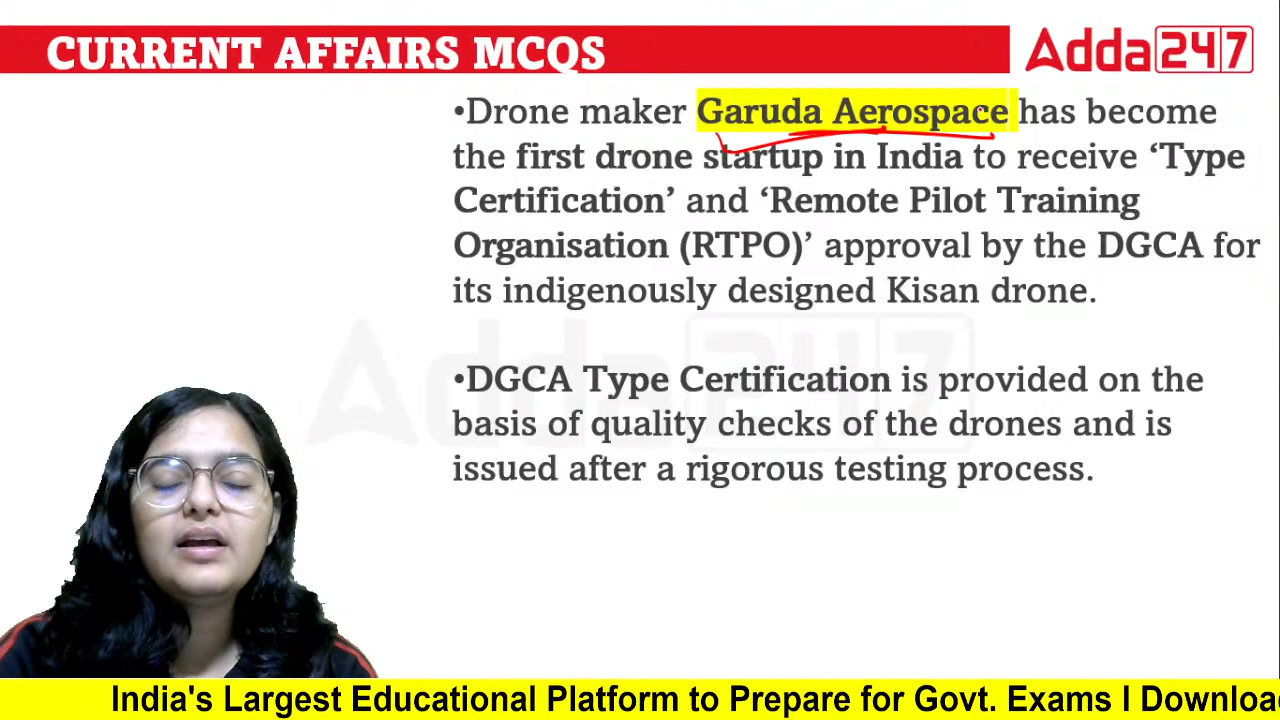 CURRENT AFFAIRS MCQS
Adda247
•Drone maker Garuda Aerospace has become
the first drone startup in India to receive ‘Type
Certification’ and ‘Remote Pilot Training
Organisation (RTPO)’ approval by the DGCA for
its indigenously designed Kisan drone.
Adda247
•DGCA Type Certification is provided on the
basis of quality checks of the drones and is
issued after a rigorous testing process.
India's Largest Educational Platform to Prepare for Govt. Exams I Downloa